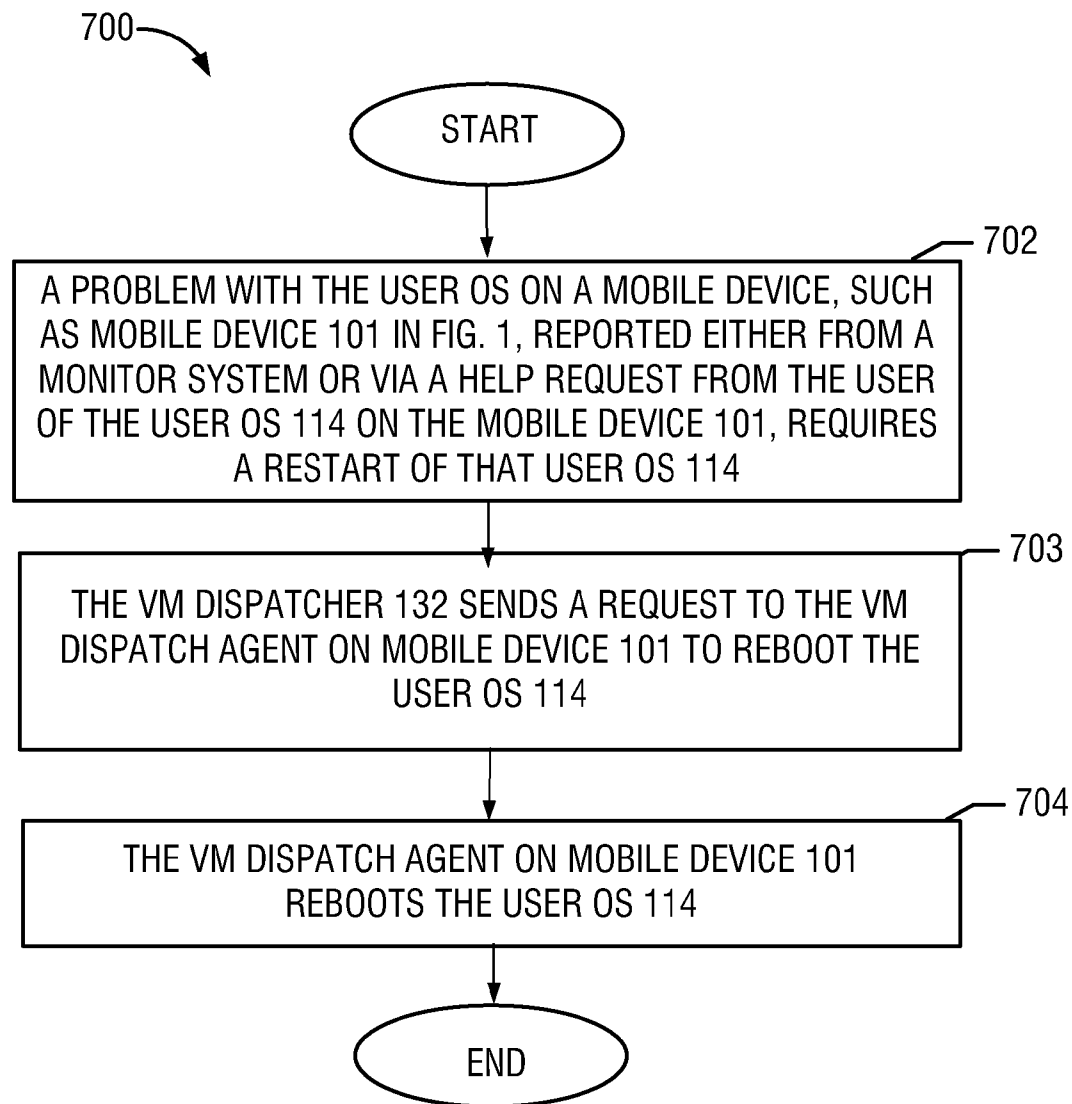 700
START
702
A PROBLEM WITH THE USER OS ON A MOBILE DEVICE, SUCH
AS MOBILE DEVICE 101 IN FIG. 1, REPORTED EITHER FROM A
MONITOR SYSTEM OR VIA A HELP REQUEST FROM THE USER
OF THE USER OS 114 ON THE MOBILE DEVICE 101, REQUIRES
A RESTART OF THAT USER OS 114
703
THE VM DISPATCHER 132 SENDS A REQUEST TO THE VM
DISPATCH AGENT ON MOBILE DEVICE 101 TO REBOOT THE
USER OS 114
704
THE VM DISPATCH AGENT ON MOBILE DEVICE 101
REBOOTS THE USER OS 114
END